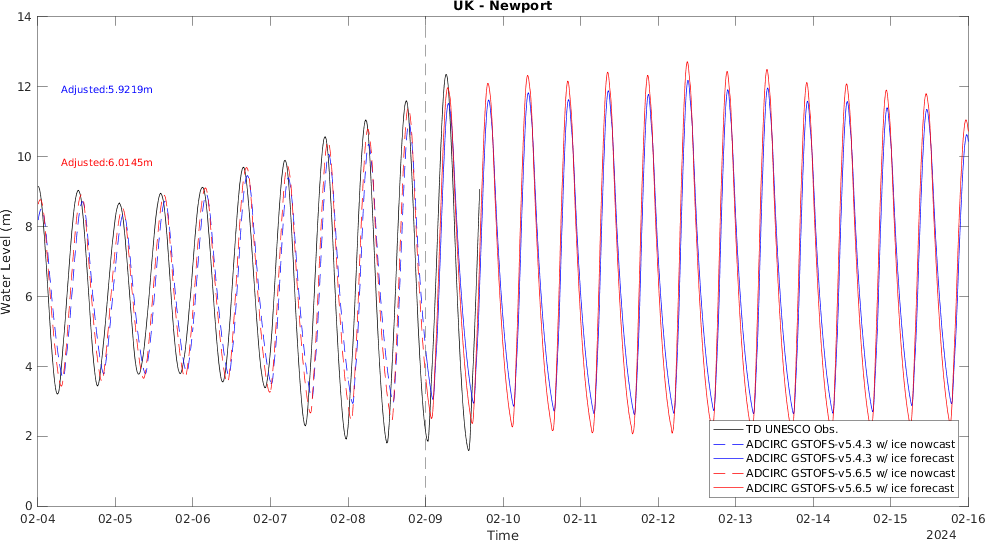 UK - Newport
14
12
10
8
6
4
2
0
Water Level (m)
Adjusted:5.9219m
Adjusted:6.0145m
TD UNESCO Obs.
ADCIRC GSTOFS-v5.4.3 w/ ice nowcast
ADCIRC GSTOFS-v5.4.3 w/ ice forecast
ADCIRC GSTOFS-v5.6.5 w/ ice nowcast
ADCIRC GSTOFS-v5.6.5 w/ ice forecast
02-04 02-05 02-06 02-07 02-08 02-09 02-10 02-11 02-12 02-13 02-14 02-15 02-16
Time
2024